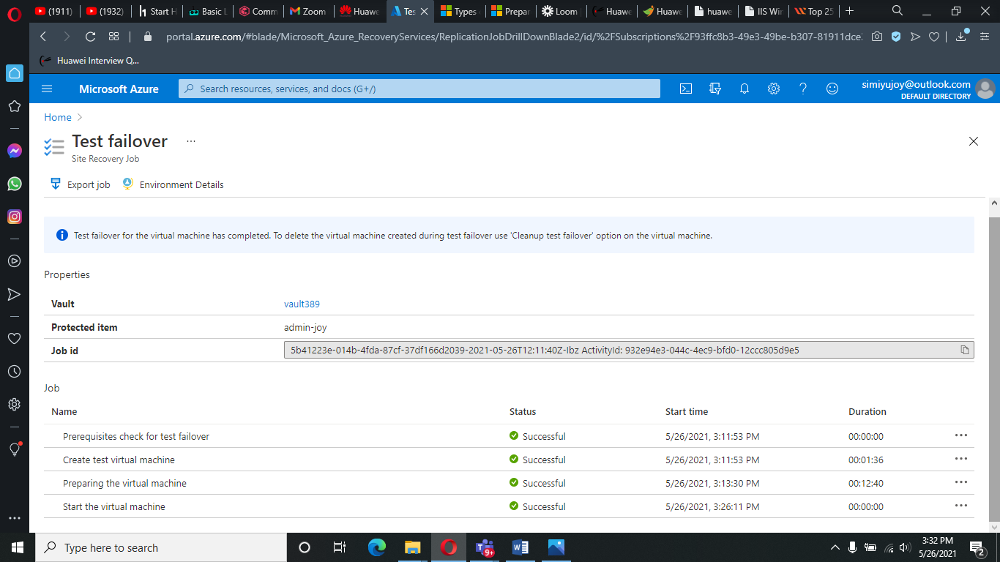 (1911)
(1932)
Start H
Basic L
Comm
Zoom
Huawe
Tes
Types
Prepar
Loom
Huawe
Huawe
huawe
IIS Wir
Top 25
portal.azure.com/#blade/Microsoft_Azure_RecoveryServices/ReplicationJobDrillDownBlade2/id/%2FSubscriptions%2F93ffc8b3-49e3-49be-b307-81911dce
Huawei Interview Q...
Microsoft Azure
Search resources, services, and docs (G+/)
simiyujoy@outlook.com
DEFAULT DIRECTORY
Home
Test failover
...
Site Recovery Job
Export job
Environment Details
Test failover for the virtual machine has completed. To delete the virtual machine created during test failover use 'Cleanup test failover' option on the virtual machine.
Properties
Vault vault389
Protected item admin-joy
Job id 5b41223e-014b-4fda-87cf-37df166d2039-2021-05-26T12:11:40Z-Ibz ActivityId: 932e94e3-044c-4ec9-bfd0-12ccc805d9e5
Job
Name Status Start time Duration
Prerequisites check for test failover Successful 5/26/2021, 3:11:53 PM 00:00:00
Create test virtual machine Successful 5/26/2021, 3:11:53 PM 00:01:36
Preparing the virtual machine Successful 5/26/2021, 3:13:30 PM 00:12:40
Start the virtual machine Successful 5/26/2021, 3:26:11 PM 00:00:00
Type here to search
9+
3:32 PM
5/26/2021
2